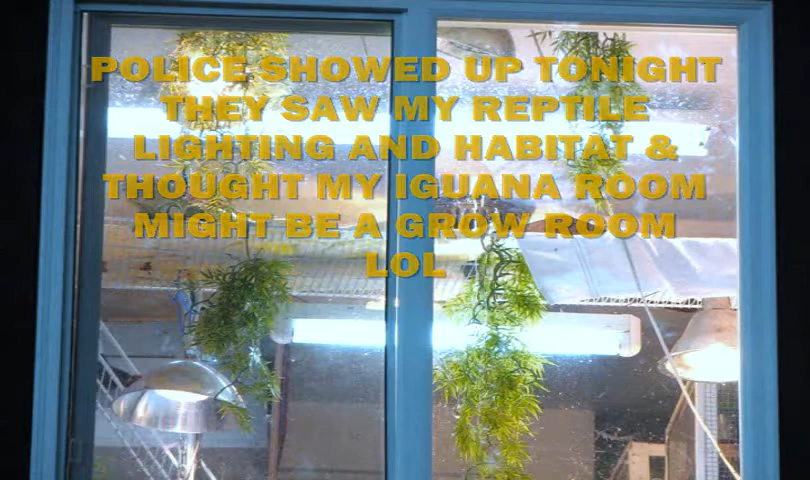 POLICE SHOWED UP TONIGHT
THEY SAW MY REPTILE
LIGHTING AND HABITAT &
THOUGHT MY IGUANA ROOM
MIGHT BE A GROW ROOM
LOL